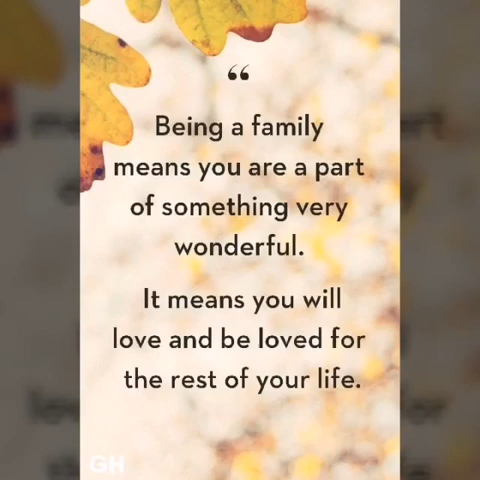 “
Being a family
means you are a part
of something very
wonderful.
It means you will
love and be loved for
the rest of your life.
GH